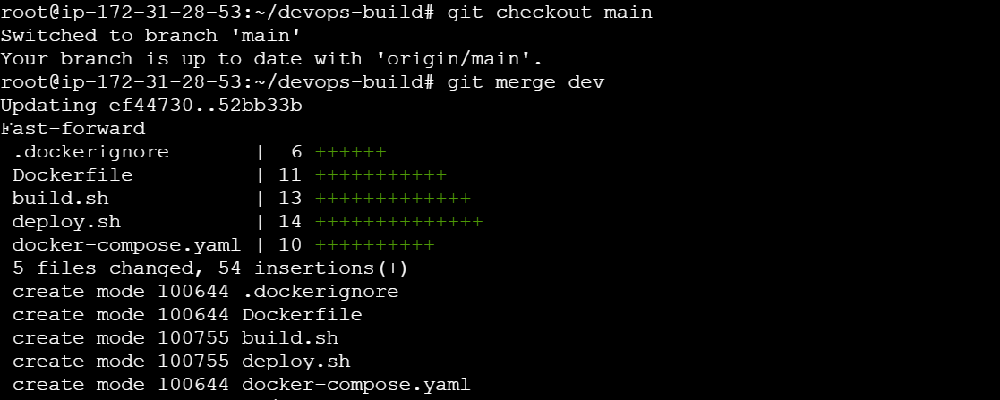 root@ip-172-31-28-53:~/devops-build# git checkout main
Switched to branch 'main'
Your branch is up to date with 'origin/main'.
root@ip-172-31-28-53:~/devops-build# git merge dev
Updating ef44730..52bb33b
Fast-forward
 .dockerignore       |  6 ++++++
 Dockerfile          | 11 +++++++++++
 build.sh            | 13 +++++++++++++
 deploy.sh           | 14 ++++++++++++++
 docker-compose.yaml | 10 ++++++++++
 5 files changed, 54 insertions(+)
 create mode 100644 .dockerignore
 create mode 100644 Dockerfile
 create mode 100755 build.sh
 create mode 100755 deploy.sh
 create mode 100644 docker-compose.yaml